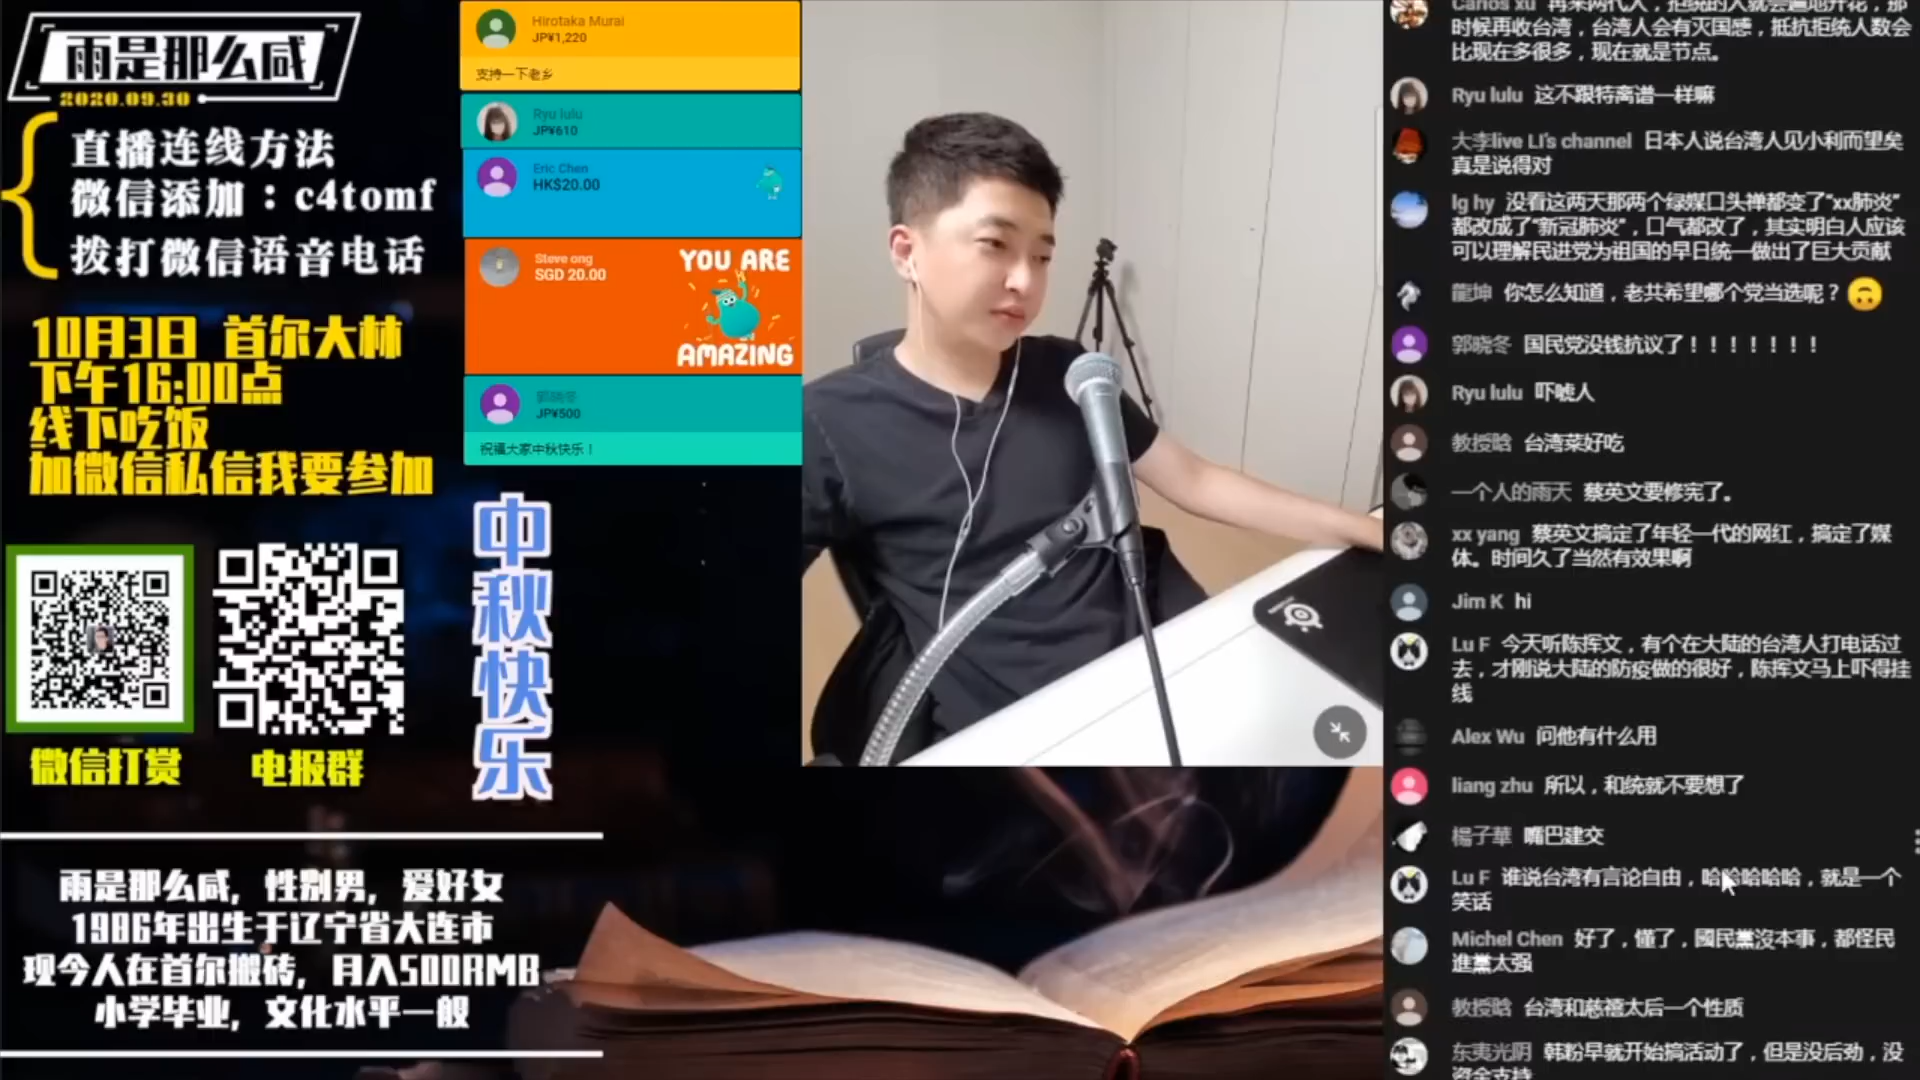 雨是那么咸
2020.09.30
直播连线方法
微信添加：c4tomf
拨打微信语音电话
10月3日 首尔大林
下午16:00点
线下吃饭
加微信私信我要参加
微信打赏
电报群
雨是那么咸，性别男，爱好女
1986年出生于辽宁省大连市
现今人在首尔搬砖，月入500RMB
小学毕业，文化水平一般
Hirotaka Murai
JP¥1,220
支持一下老乡
Ryu lulu
JP¥610
Eric Chen
HK$20.00
Steve ong
SGD 20.00
YOU ARE
AMAZING
郭晓冬
JP¥500
祝福大家中秋快乐！
中秋快乐
Carlos xu 再来两代人，拒统的人就会遍地开花，那
时候再收台湾，台湾人会有灭国感，抵抗拒统人数会
比现在多很多，现在就是节点。
Ryu lulu 这不跟特离谱一样嘛
大李live LI's channel 日本人说台湾人见小利而望矣
真是说得对
lg hy 没看这两天那两个绿媒口头禅都变了“xx肺炎”
都改成了“新冠肺炎”，口气都改了，其实明白人应该
可以理解民进党为祖国的早日统一做出了巨大贡献
龍坤 你怎么知道，老共希望哪个党当选呢？
郭晓冬 国民党没钱抗议了！！！！！！！
Ryu lulu 吓唬人
教授晗 台湾菜好吃
一个人的雨天 蔡英文要修宪了。
xx yang 蔡英文搞定了年轻一代的网红，搞定了媒
体。时间久了当然有效果啊
Jim K hi
Lu F 今天听陈挥文，有个在大陆的台湾人打电话过
去，才刚说大陆的防疫做的很好，陈挥文马上吓得挂
线
Alex Wu 问他有什么用
liang zhu 所以，和统就不要想了
楊子華 嘴巴建交
Lu F 谁说台湾有言论自由，哈哈哈哈哈，就是一个
笑话
Michel Chen 好了，懂了，國民黨沒本事，都怪民
進黨太强
教授晗 台湾和慈禧太后一个性质
东夷光阴 韩粉早就开始搞活动了，但是没后劲，没
资金支持